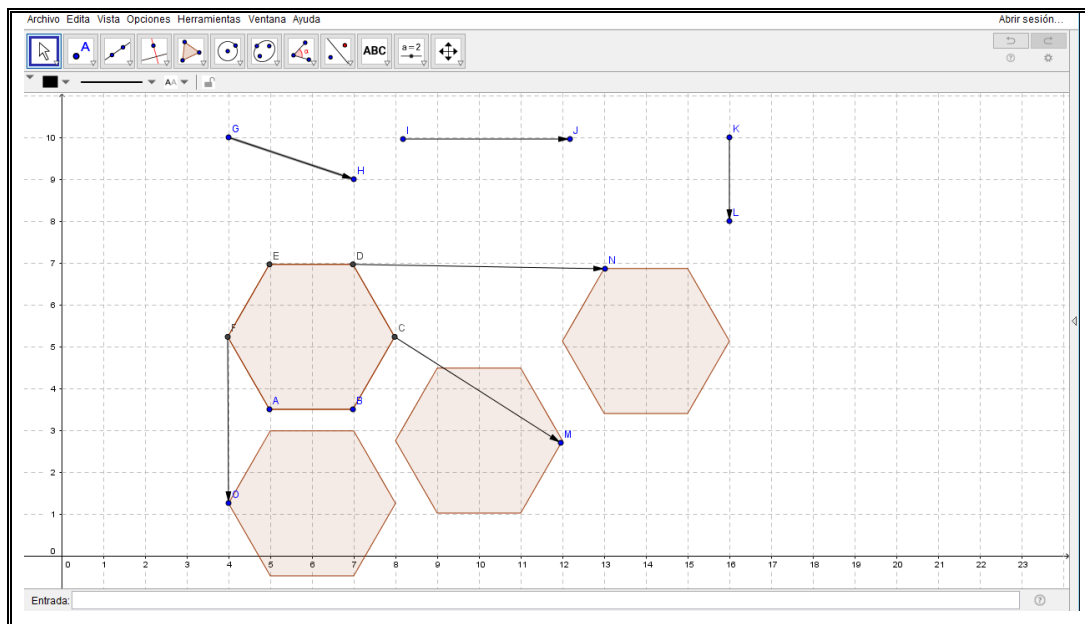 Archivo Edita Vista Opciones Herramientas Ventana Ayuda Abrir sesión...
A ABC a=2
AA
G I J K
10
H
9
L
8
E D N
7
6
F C
5
4
A B
M
3
2
O
1
0
0 1 2 3 4 5 6 7 8 9 10 11 12 13 14 15 16 17 18 19 20 21 22 23
Entrada: